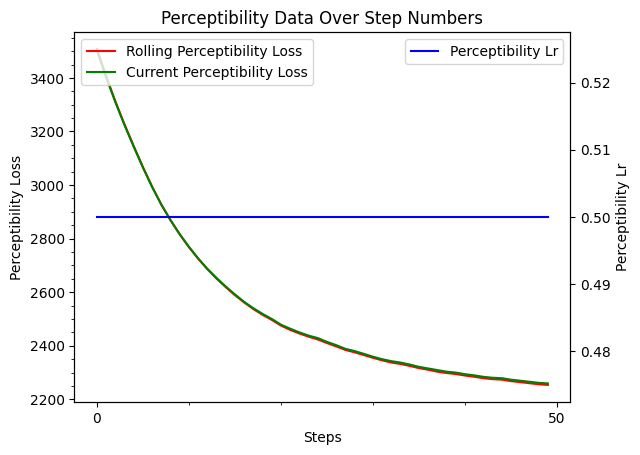 Perceptibility Data Over Step Numbers
Rolling Perceptibility Loss
Current Perceptibility Loss
Perceptibility Lr
Perceptibility Loss
3400
3200
3000
2800
2600
2400
2200
0.52
0.51
0.50
0.49
0.48
Perceptibility Lr
0
50
Steps